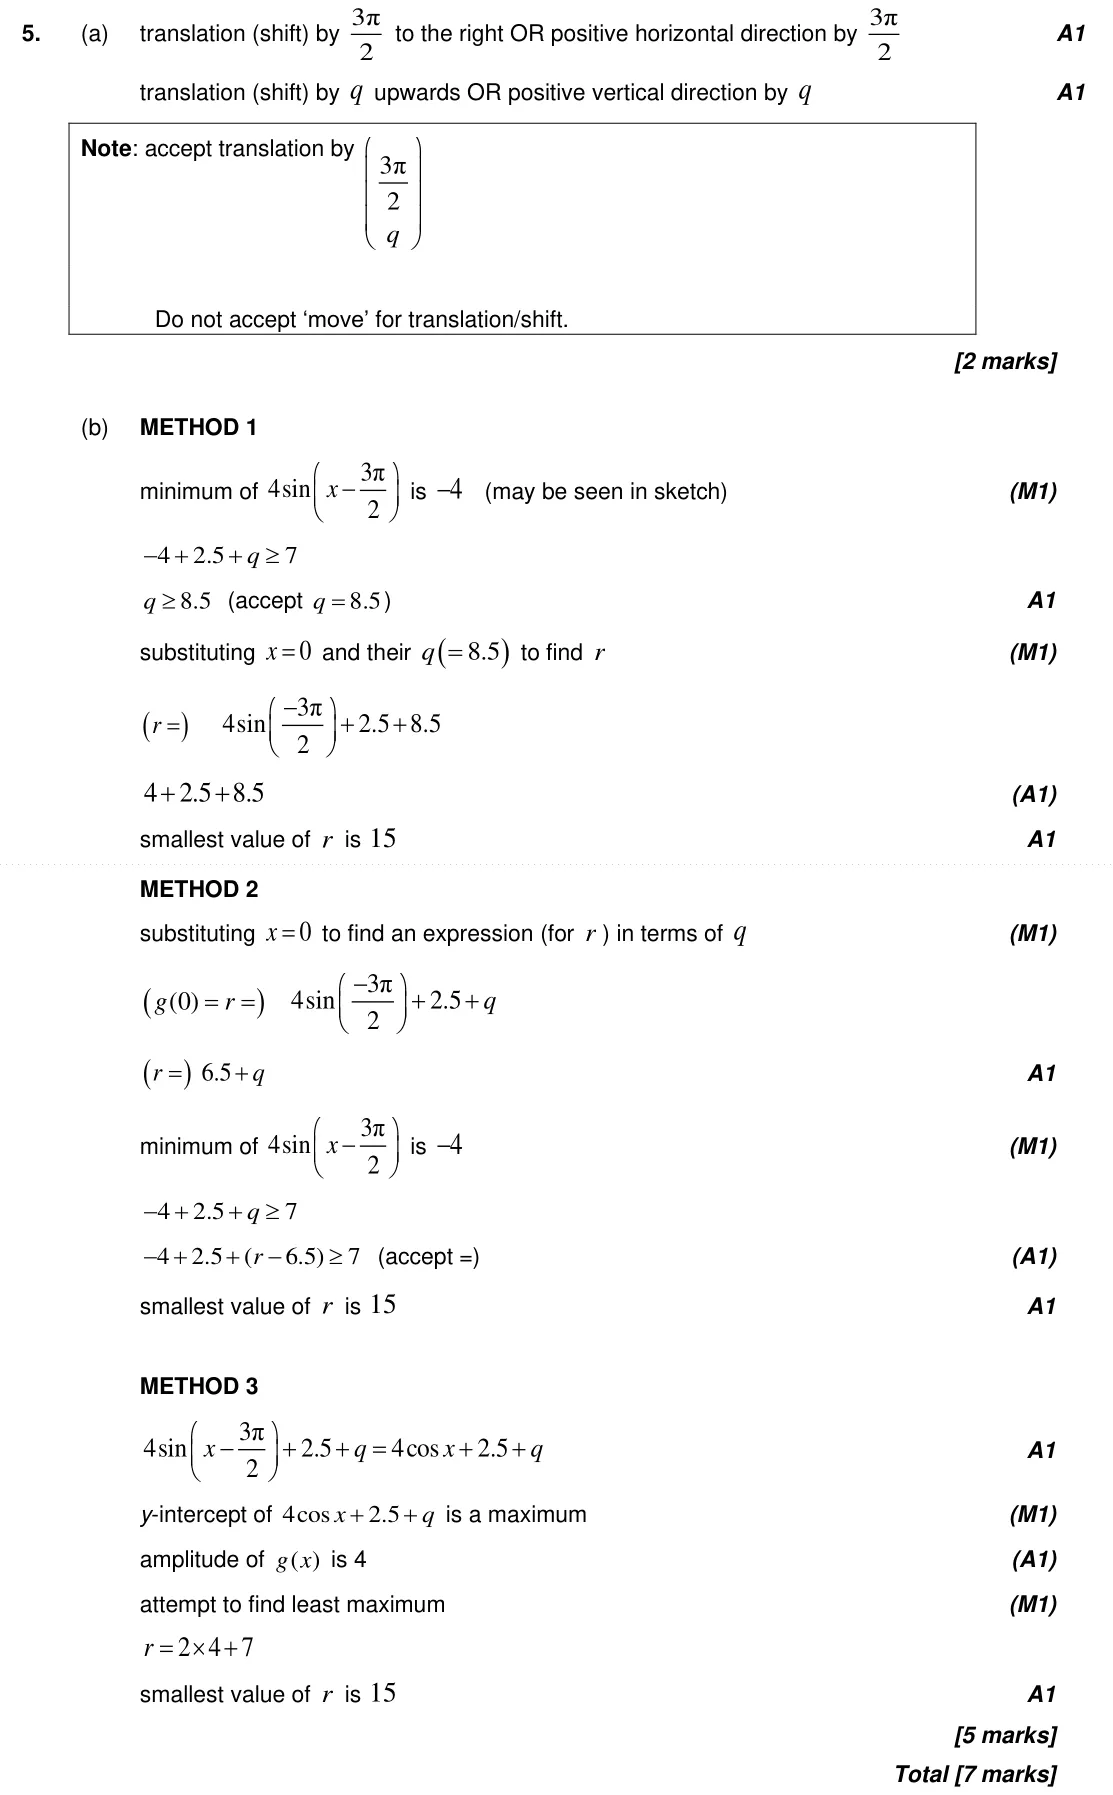 5. (a) translation (shift) by 3π/2 to the right OR positive horizontal direction by 3π/2 A1
translation (shift) by q upwards OR positive vertical direction by q A1
Note: accept translation by (3π/2 q)
Do not accept ‘move’ for translation/shift.
[2 marks]
(b) METHOD 1
minimum of 4sin(x−3π/2) is −4 (may be seen in sketch) (M1)
−4+2.5+q≥7
q≥8.5 (accept q=8.5) A1
substituting x=0 and their q(=8.5) to find r (M1)
(r=) 4sin(−3π/2)+2.5+8.5
4+2.5+8.5 (A1)
smallest value of r is 15 A1
METHOD 2
substituting x=0 to find an expression (for r) in terms of q (M1)
(g(0)=r=) 4sin(−3π/2)+2.5+q
(r=) 6.5+q A1
minimum of 4sin(x−3π/2) is −4 (M1)
−4+2.5+q≥7
−4+2.5+(r−6.5)≥7 (accept =) (A1)
smallest value of r is 15 A1
METHOD 3
4sin(x−3π/2)+2.5+q=4cos x+2.5+q A1
y-intercept of 4cos x+2.5+q is a maximum (M1)
amplitude of g(x) is 4 (A1)
attempt to find least maximum (M1)
r=2×4+7
smallest value of r is 15 A1
[5 marks]
Total [7 marks]